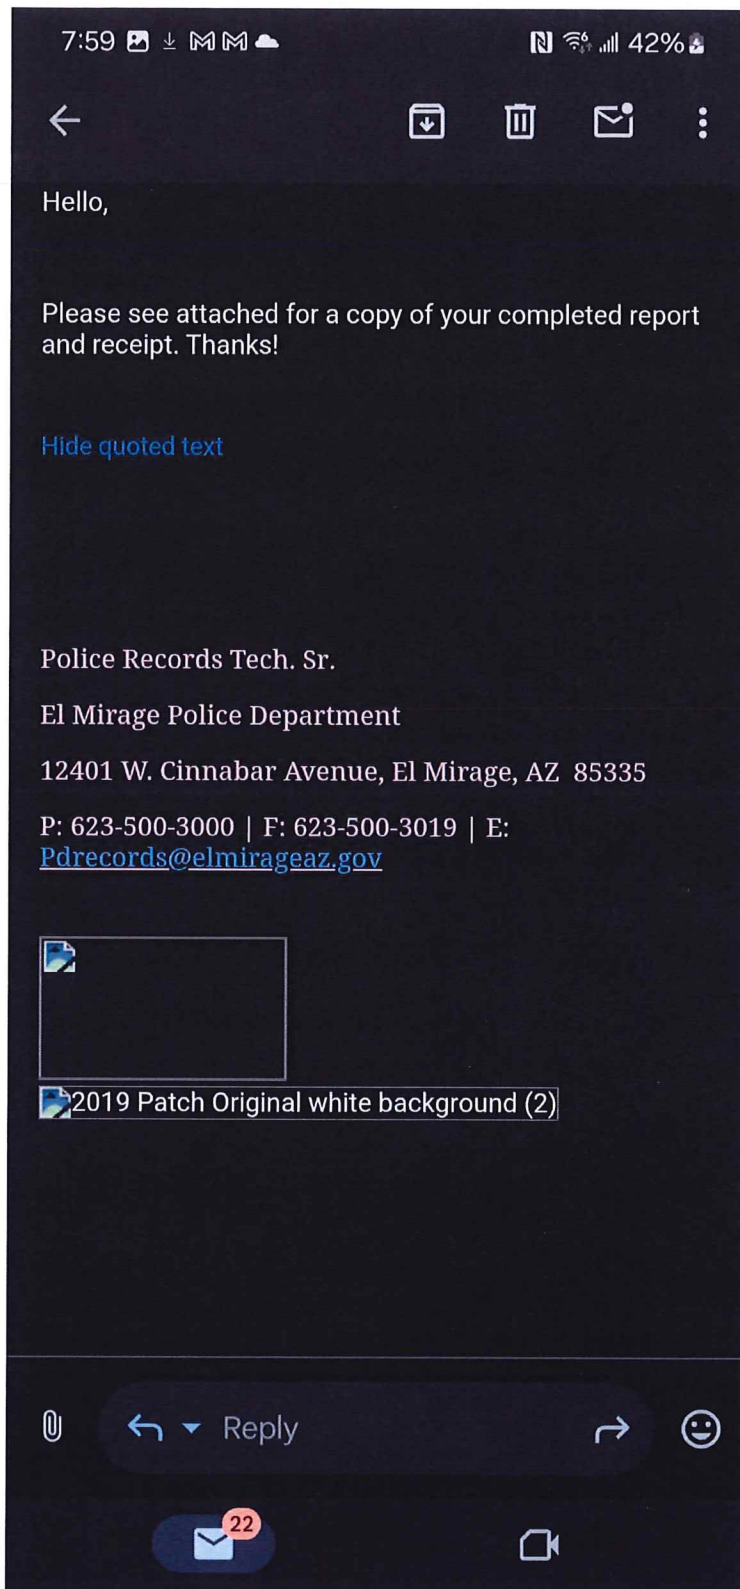 7:59 42%
Hello,
Please see attached for a copy of your completed report
and receipt. Thanks!
Hide quoted text
Police Records Tech. Sr.
El Mirage Police Department
12401 W. Cinnabar Avenue, El Mirage, AZ 85335
P: 623-500-3000 | F: 623-500-3019 | E:
Pdrecords@elmirageaz.gov
2019 Patch Original white background (2)
Reply
22